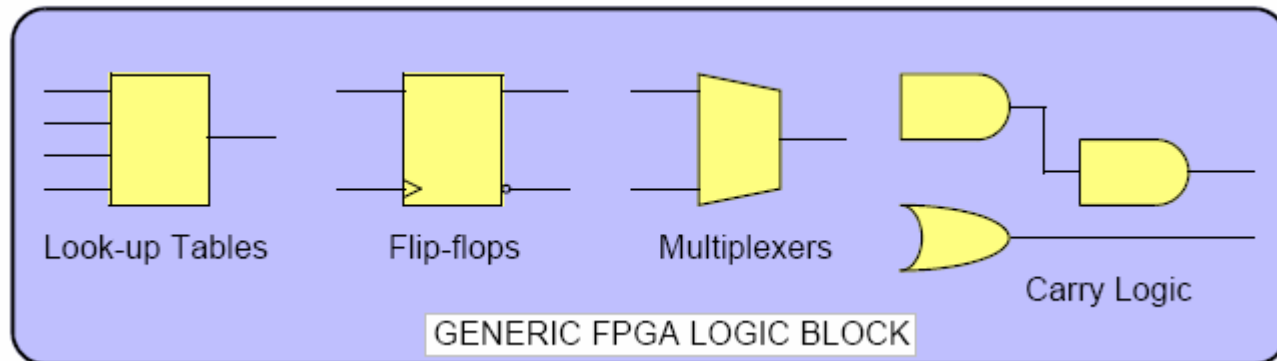 Look-up Tables
Flip-flops
Multiplexers
Carry Logic
GENERIC FPGA LOGIC BLOCK